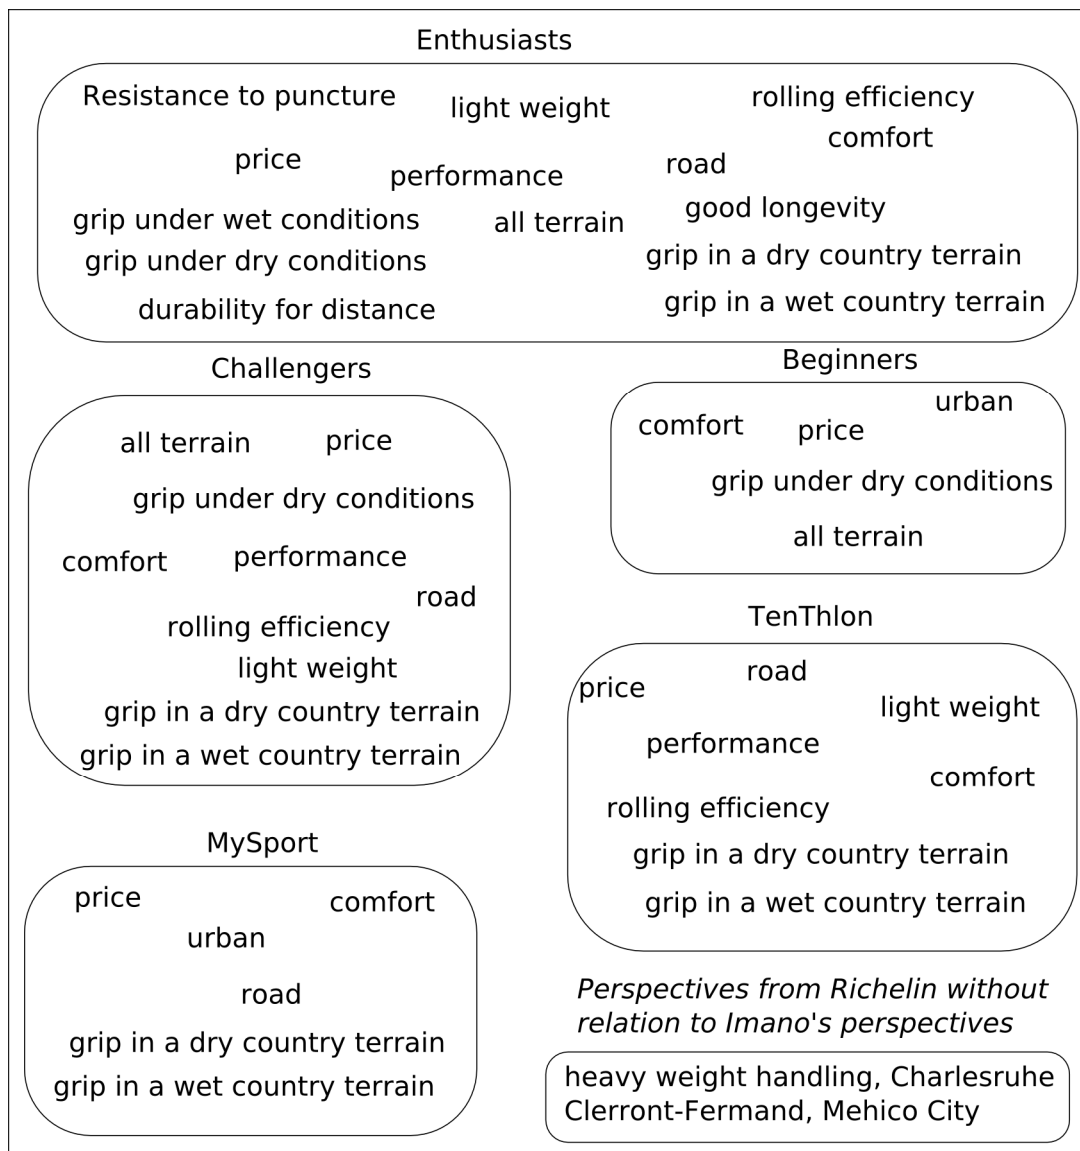 Enthusiasts
Resistance to puncture
light weight
rolling efficiency
comfort
price
performance
road
grip under wet conditions
all terrain
good longevity
grip under dry conditions
grip in a dry country terrain
durability for distance
grip in a wet country terrain
Challengers
all terrain
price
grip under dry conditions
comfort
performance
road
rolling efficiency
light weight
grip in a dry country terrain
grip in a wet country terrain
Beginners
urban
comfort
price
grip under dry conditions
all terrain
TenThlon
road
price
light weight
performance
comfort
rolling efficiency
grip in a dry country terrain
grip in a wet country terrain
MySport
price
comfort
urban
road
grip in a dry country terrain
grip in a wet country terrain
Perspectives from Richelin without
relation to Imano's perspectives
heavy weight handling, Charlesruhe
Clerront-Fermand, Mehico City